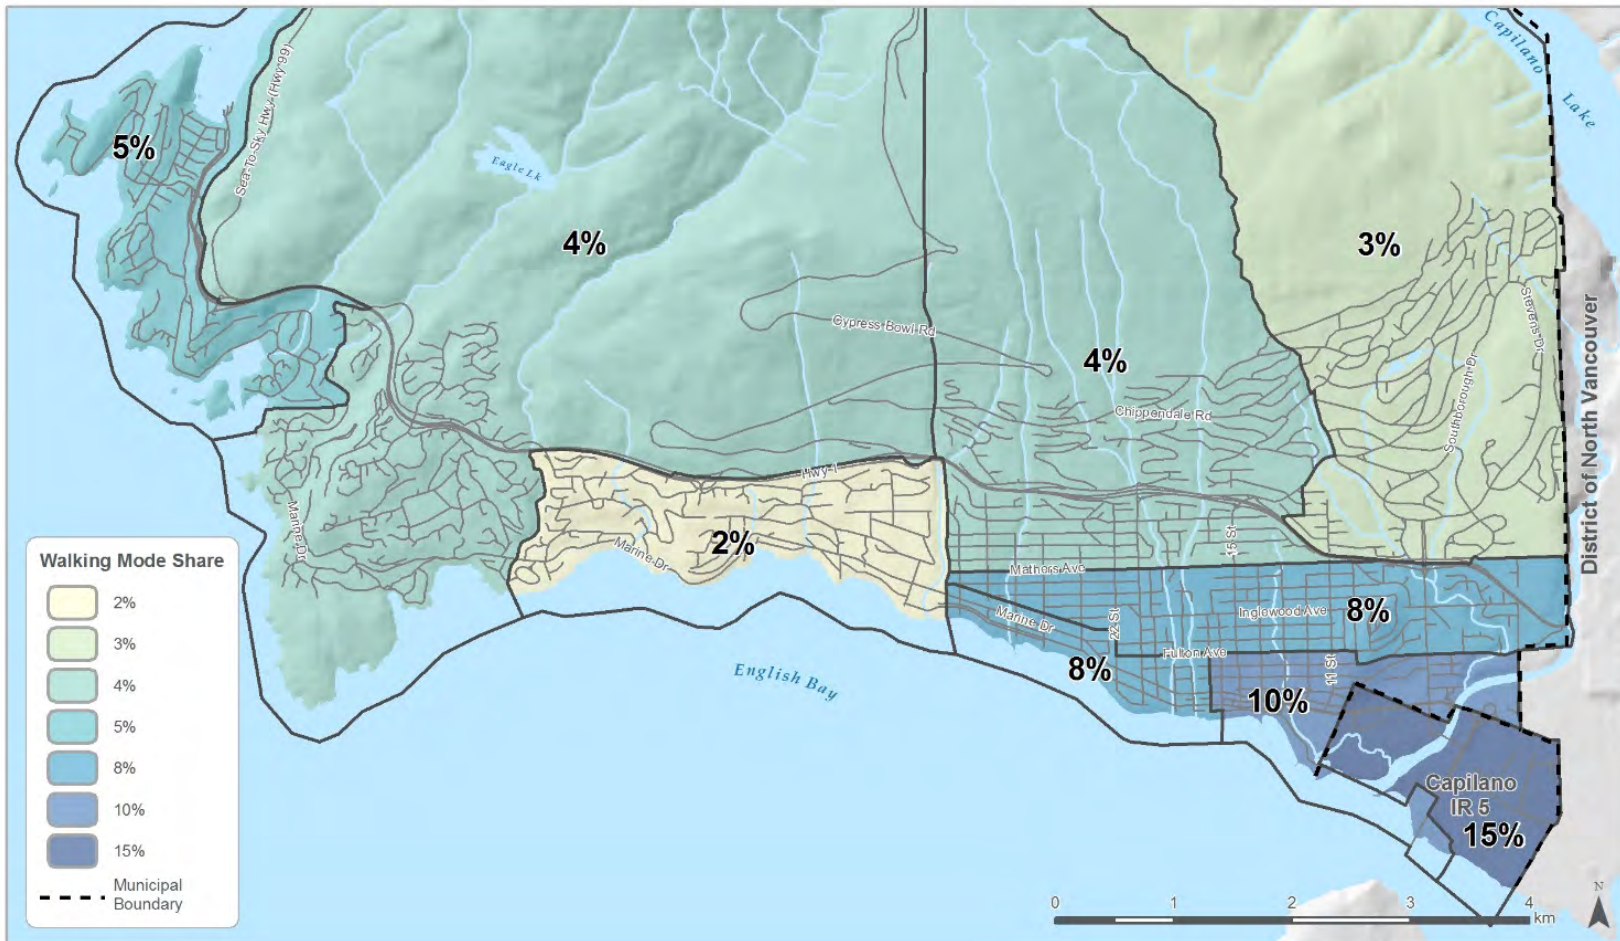 Capilano
Lake
Sea-To-Sky Hwy (Hwy 99)
5%
Eagle Lk
4%
3%
Cypress Bowl Rd
4%
Stevens Dr
Southborough Dr
Chippendale Rd
District of North Vancouver
Hwy 1
Marine Dr
2%
Marine Dr
15 St
Mathers Ave
Inglewood Ave
8%
Marine Dr
22 St
Fulton Ave
8%
11 St
10%
English Bay
Capilano
IR 5
15%
Walking Mode Share
2%
3%
4%
5%
8%
10%
15%
Municipal
Boundary
0 1 2 3 4
km
N